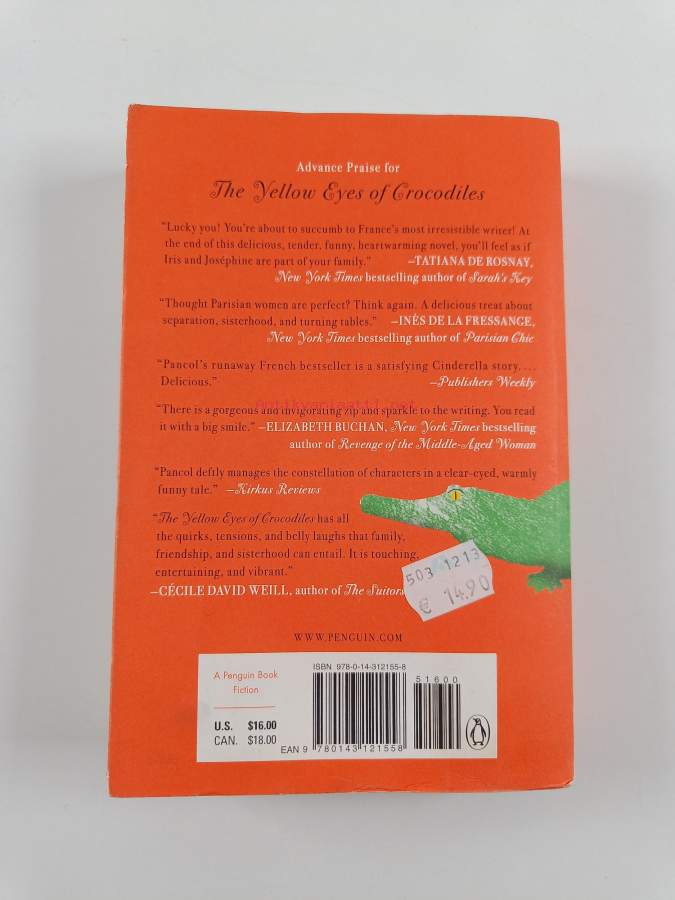 Advance Praise for
The Yellow Eyes of Crocodiles
“Lucky you! You’re about to succumb to France’s most irresistible writer! At
the end of this delicious, tender, funny, heartwarming novel, you’ll feel as if
Iris and Joséphine are part of your family.” —TATIANA DE ROSNAY,
New York Times bestselling author of Sarah’s Key
“Thought Parisian women are perfect? Think again. A delicious treat about
separation, sisterhood, and turning tables.” —INÈS DE LA FRESSANGE,
New York Times bestselling author of Parisian Chic
“Pancol’s runaway French bestseller is a satisfying Cinderella story. . . .
Delicious.” —Publishers Weekly
“There is a gorgeous and invigorating zip and sparkle to the writing. You read
it with a big smile.” —ELIZABETH BUCHAN, New York Times bestselling
author of Revenge of the Middle-Aged Woman
“Pancol deftly manages the constellation of characters in a clear-eyed, warmly
funny tale.” —Kirkus Reviews
“The Yellow Eyes of Crocodiles has all
the quirks, tensions, and belly laughs that family,
friendship, and sisterhood can entail. It is touching,
entertaining, and vibrant.”
—CÉCILE DAVID WEILL, author of The Suitors
503 1213
€ 14.90
WWW.PENGUIN.COM
A Penguin Book
Fiction
U.S. $16.00
CAN. $18.00
ISBN 978-0-14-312155-8
51600
EAN 9 780143 121558